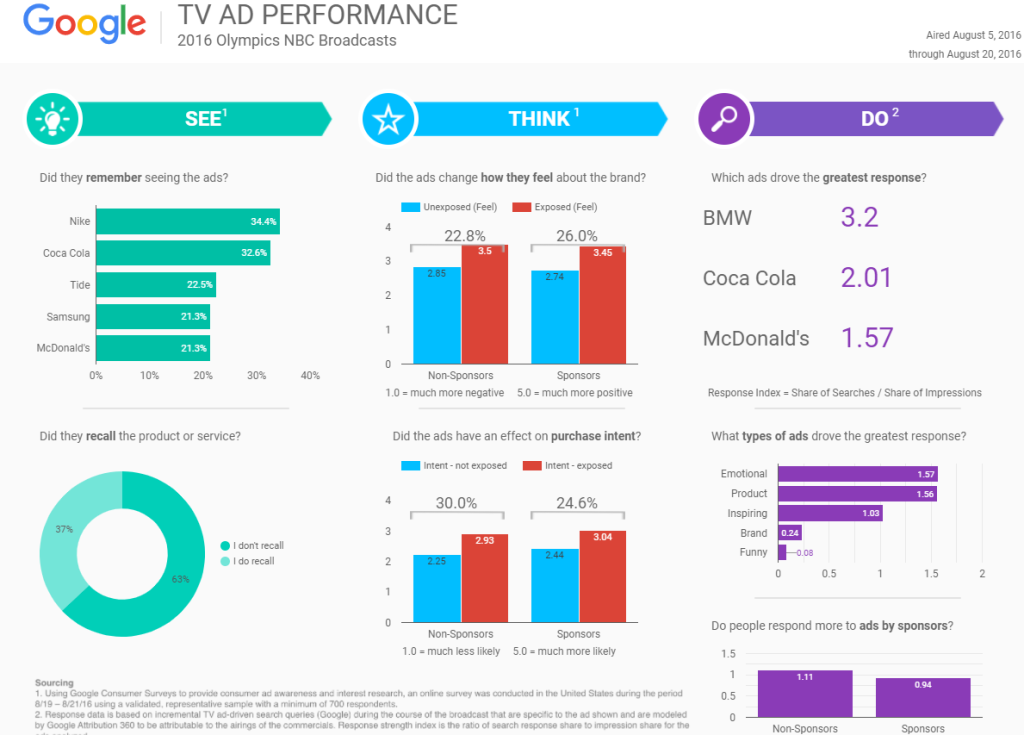 Google
TV AD PERFORMANCE
2016 Olympics NBC Broadcasts
Aired August 5, 2016
through August 20, 2016
SEE1
Did they remember seeing the ads?
Nike 34.4%
Coca Cola 32.6%
Tide 22.5%
Samsung 21.3%
McDonald's 21.3%
0% 10% 20% 30% 40%
Did they recall the product or service?
37%
63%
I don't recall
I do recall
THINK 1
Did the ads change how they feel about the brand?
Unexposed (Feel) Exposed (Feel)
4
3
2
1
0
22.8% 26.0%
2.85 3.5 2.74 3.45
Non-Sponsors Sponsors
1.0 = much more negative 5.0 = much more positive
Did the ads have an effect on purchase intent?
Intent - not exposed Intent - exposed
4
3
2
1
0
30.0% 24.6%
2.25 2.93 2.44 3.04
Non-Sponsors Sponsors
1.0 = much less likely 5.0 = much more likely
DO 2
Which ads drove the greatest response?
BMW 3.2
Coca Cola 2.01
McDonald's 1.57
Response Index = Share of Searches / Share of Impressions
What types of ads drove the greatest response?
Emotional 1.57
Product 1.56
Inspiring 1.03
Brand 0.24
Funny 0.08
0 0.5 1 1.5 2
Do people respond more to ads by sponsors?
1.5
1
0.5
0
1.11 0.94
Non-Sponsors Sponsors
Sourcing
1. Using Google Consumer Surveys to provide consumer ad awareness and interest research, an online survey was conducted in the United States during the period
8/19 – 8/21/16 using a validated, representative sample with a minimum of 700 respondents.
2. Response data is based on incremental TV ad-driven search queries (Google) during the course of the broadcast that are specific to the ad shown and are modeled
by Google Attribution 360 to be attributable to the airings of the commercials. Response strength index is the ratio of search response share to impression share for the